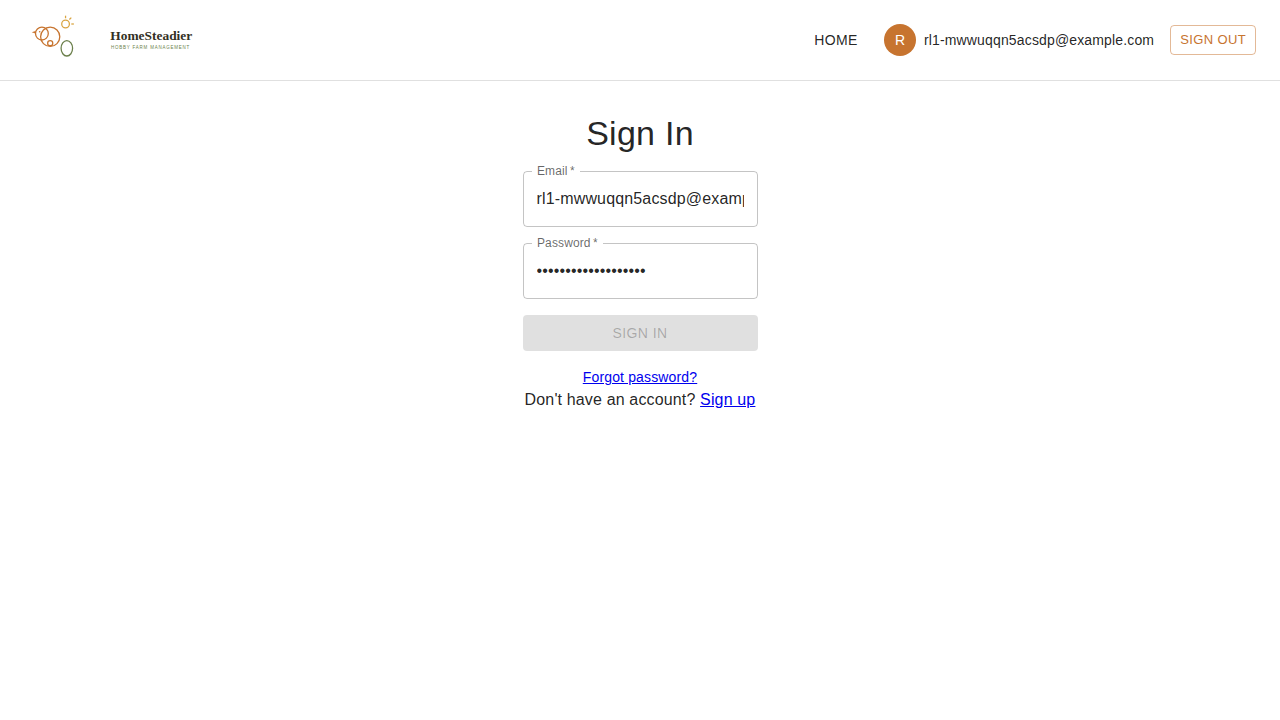 HomeSteadier
HOBBY FARM MANAGEMENT
HOME
R
rl1-mwwuqqn5acsdp@example.com
SIGN OUT
Sign In
Email *
rl1-mwwuqqn5acsdp@examp
Password *
•••••••••••••••••••
SIGN IN
Forgot password?
Don't have an account? Sign up